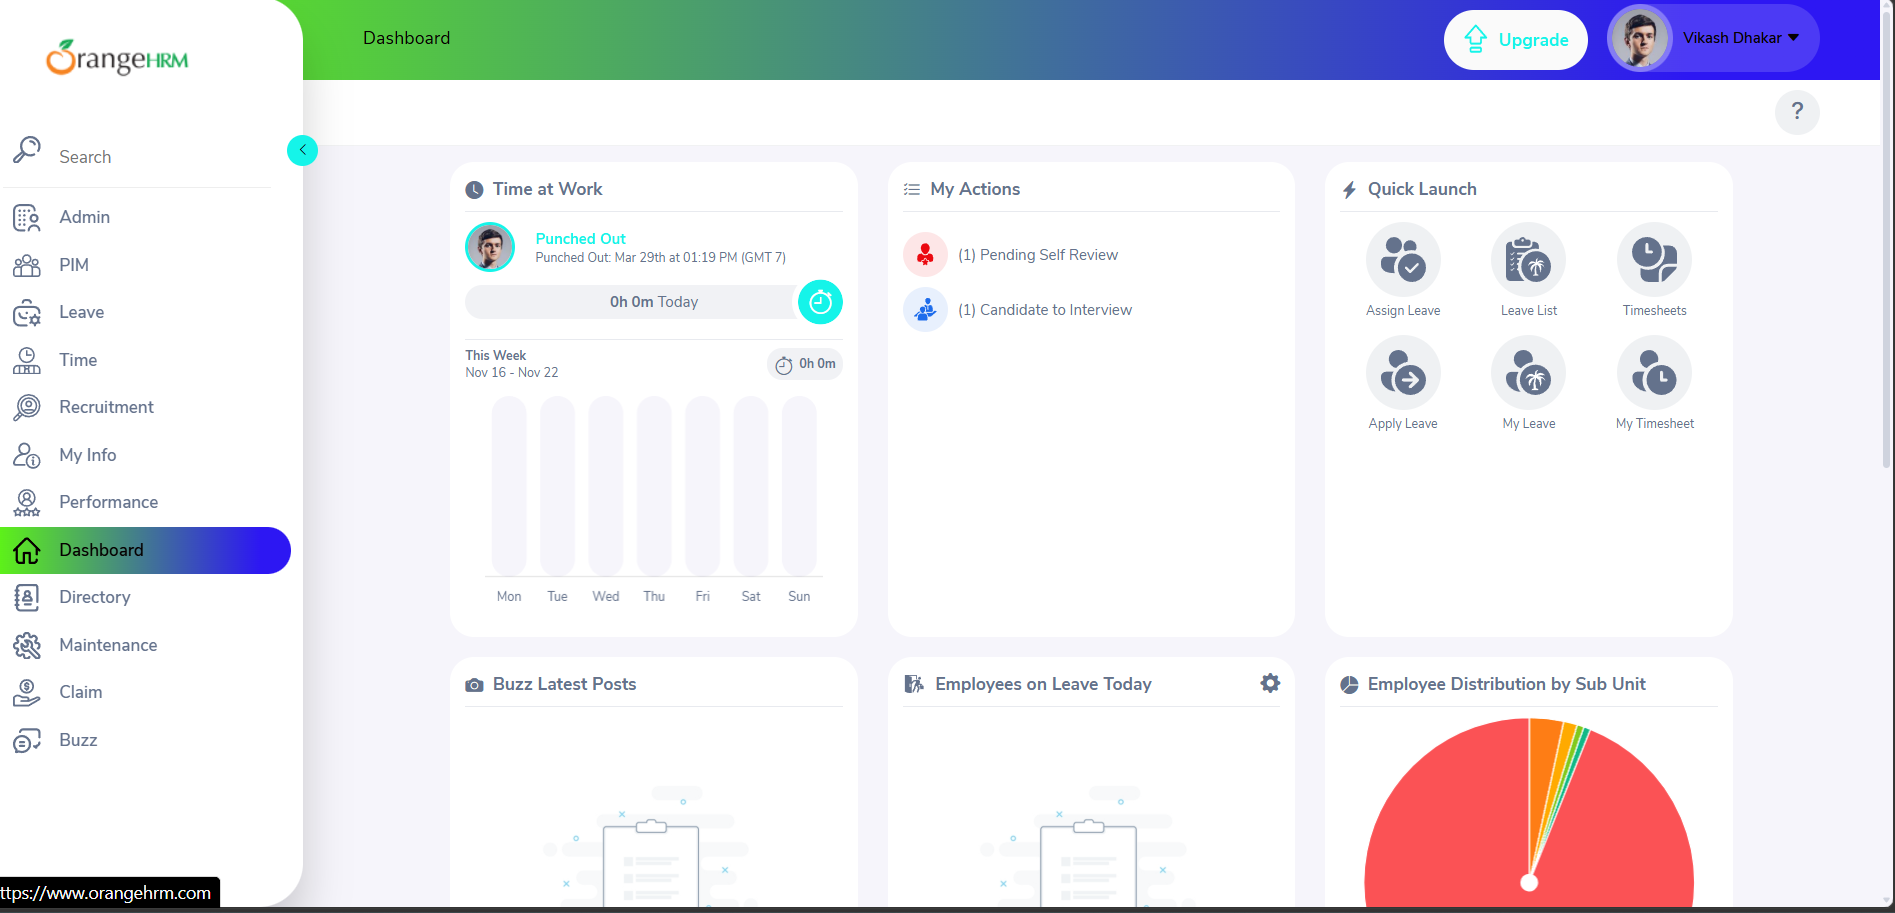 OrangeHRM
Dashboard
Upgrade
Vikash Dhakar
?
Search
Admin
PIM
Leave
Time
Recruitment
My Info
Performance
Dashboard
Directory
Maintenance
Claim
Buzz
Time at Work
Punched Out
Punched Out: Mar 29th at 01:19 PM (GMT 7)
0h 0m Today
This Week
Nov 16 - Nov 22
0h 0m
Mon Tue Wed Thu Fri Sat Sun
My Actions
(1) Pending Self Review
(1) Candidate to Interview
Quick Launch
Assign Leave
Leave List
Timesheets
Apply Leave
My Leave
My Timesheet
Buzz Latest Posts
Employees on Leave Today
Employee Distribution by Sub Unit
ttps://www.orangehrm.com